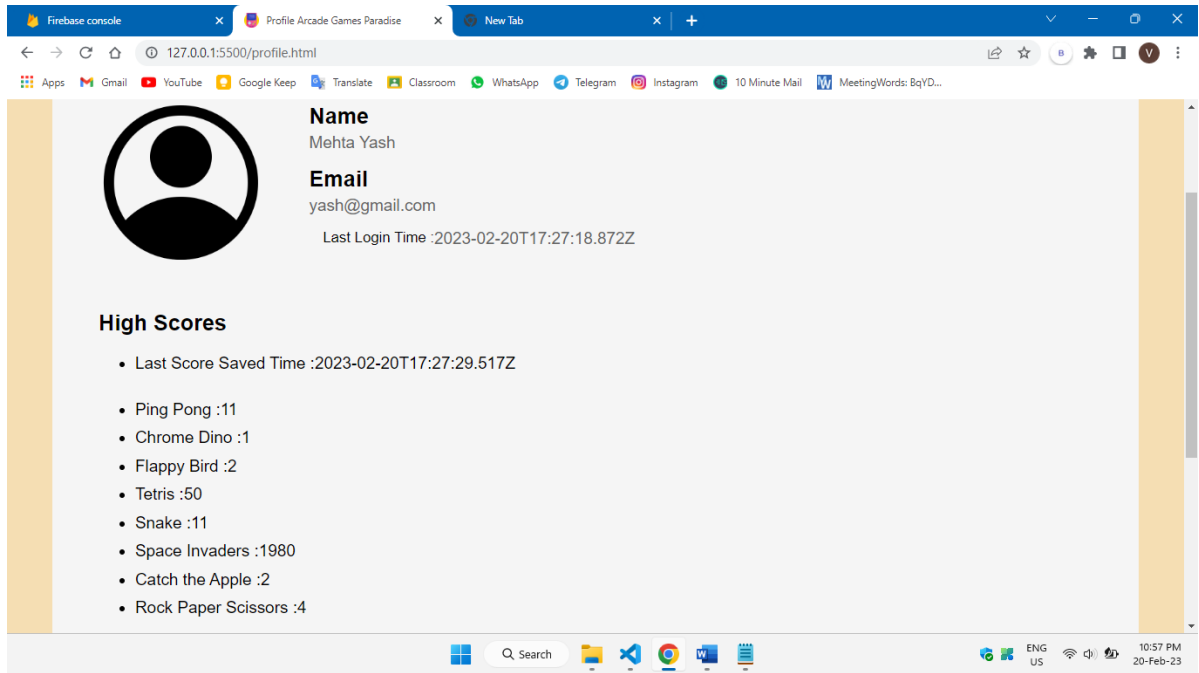 Firebase console
Profile Arcade Games Paradise
New Tab
127.0.0.1:5500/profile.html
B
V
Apps
Gmail
YouTube
Google Keep
Translate
Classroom
WhatsApp
Telegram
Instagram
10 Minute Mail
MeetingWords: BqYD...
Name
Mehta Yash
Email
yash@gmail.com
Last Login Time :2023-02-20T17:27:18.872Z
High Scores
Last Score Saved Time :2023-02-20T17:27:29.517Z
Ping Pong :11
Chrome Dino :1
Flappy Bird :2
Tetris :50
Snake :11
Space Invaders :1980
Catch the Apple :2
Rock Paper Scissors :4
Search
ENG
US
10:57 PM
20-Feb-23